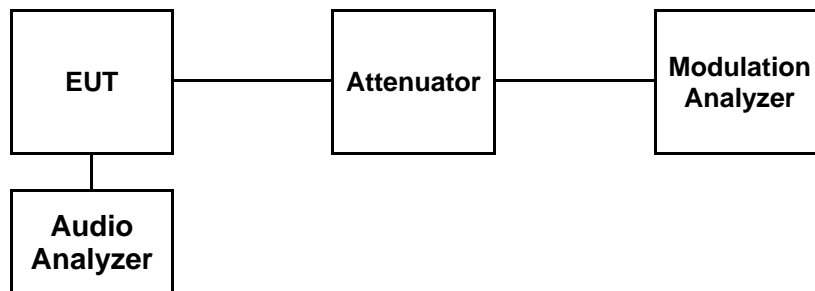 EUT
Attenuator
Modulation
Analyzer
Audio
Analyzer